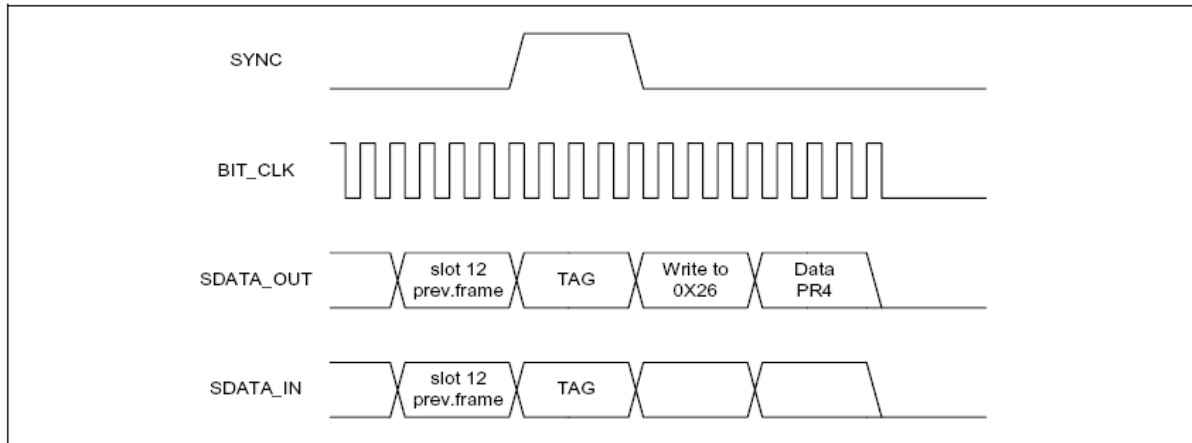 SYNC
BIT_CLK
SDATA_OUT
slot 12
prev.frame
TAG
Write to
0X26
Data
PR4
SDATA_IN
slot 12
prev.frame
TAG